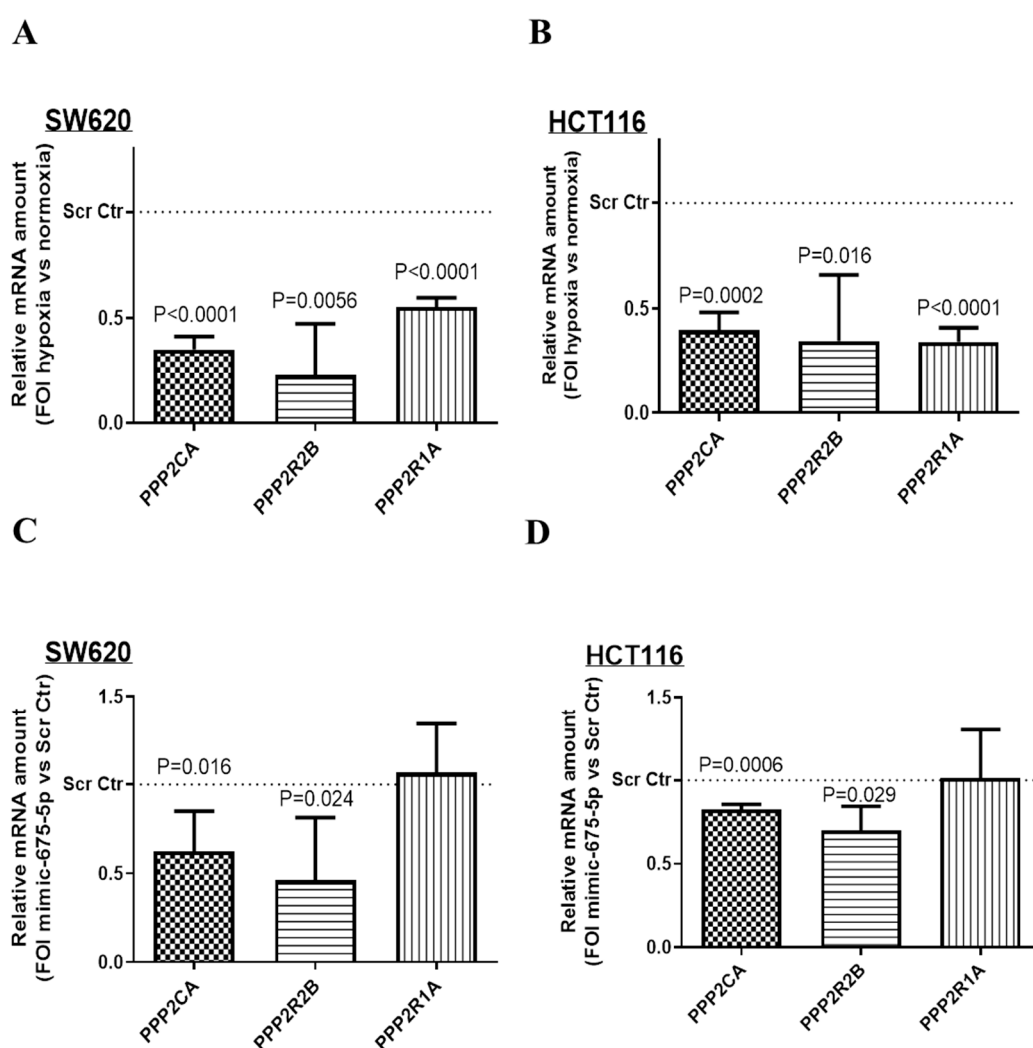 A
SW620
Relative mRNA amount
(FOI hypoxia vs normoxia)
Scr Ctr
0.5
0.0
P<0.0001
P=0.0056
P<0.0001
PPP2CA
PPP2R2B
PPP2R1A
B
HCT116
Relative mRNA amount
(FOI hypoxia vs normoxia)
Scr Ctr
0.5
0.0
P=0.0002
P=0.016
P<0.0001
PPP2CA
PPP2R2B
PPP2R1A
C
SW620
Relative mRNA amount
(FOI mimic-675-5p vs Scr Ctr)
1.5
Scr Ctr
0.5
0.0
P=0.016
P=0.024
PPP2CA
PPP2R2B
PPP2R1A
D
HCT116
Relative mRNA amount
(FOI mimic-675-5p vs Scr Ctr)
1.5
Scr Ctr
0.5
0.0
P=0.0006
P=0.029
PPP2CA
PPP2R2B
PPP2R1A